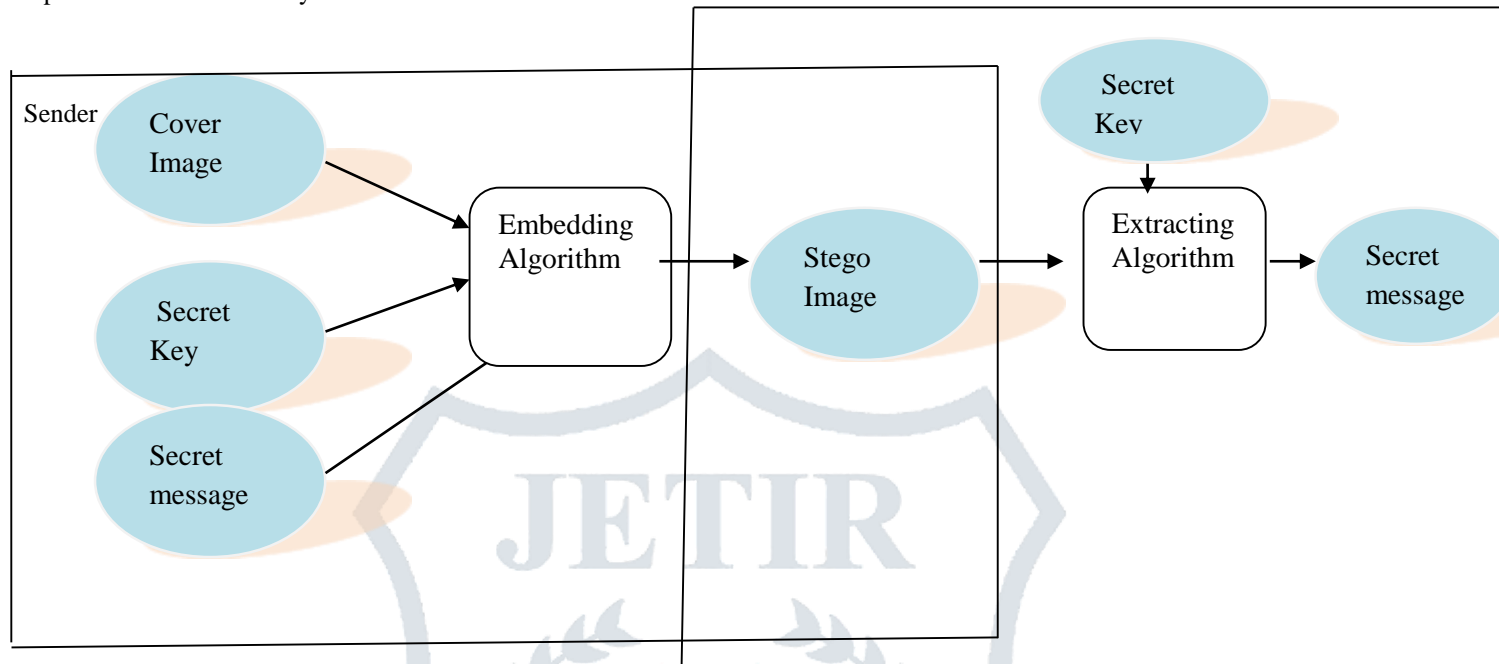 Sender
Cover
Image
Secret
Key
Secret
message
Embedding
Algorithm
Stego
Image
Secret
Key
Extracting
Algorithm
Secret
message
JETIR